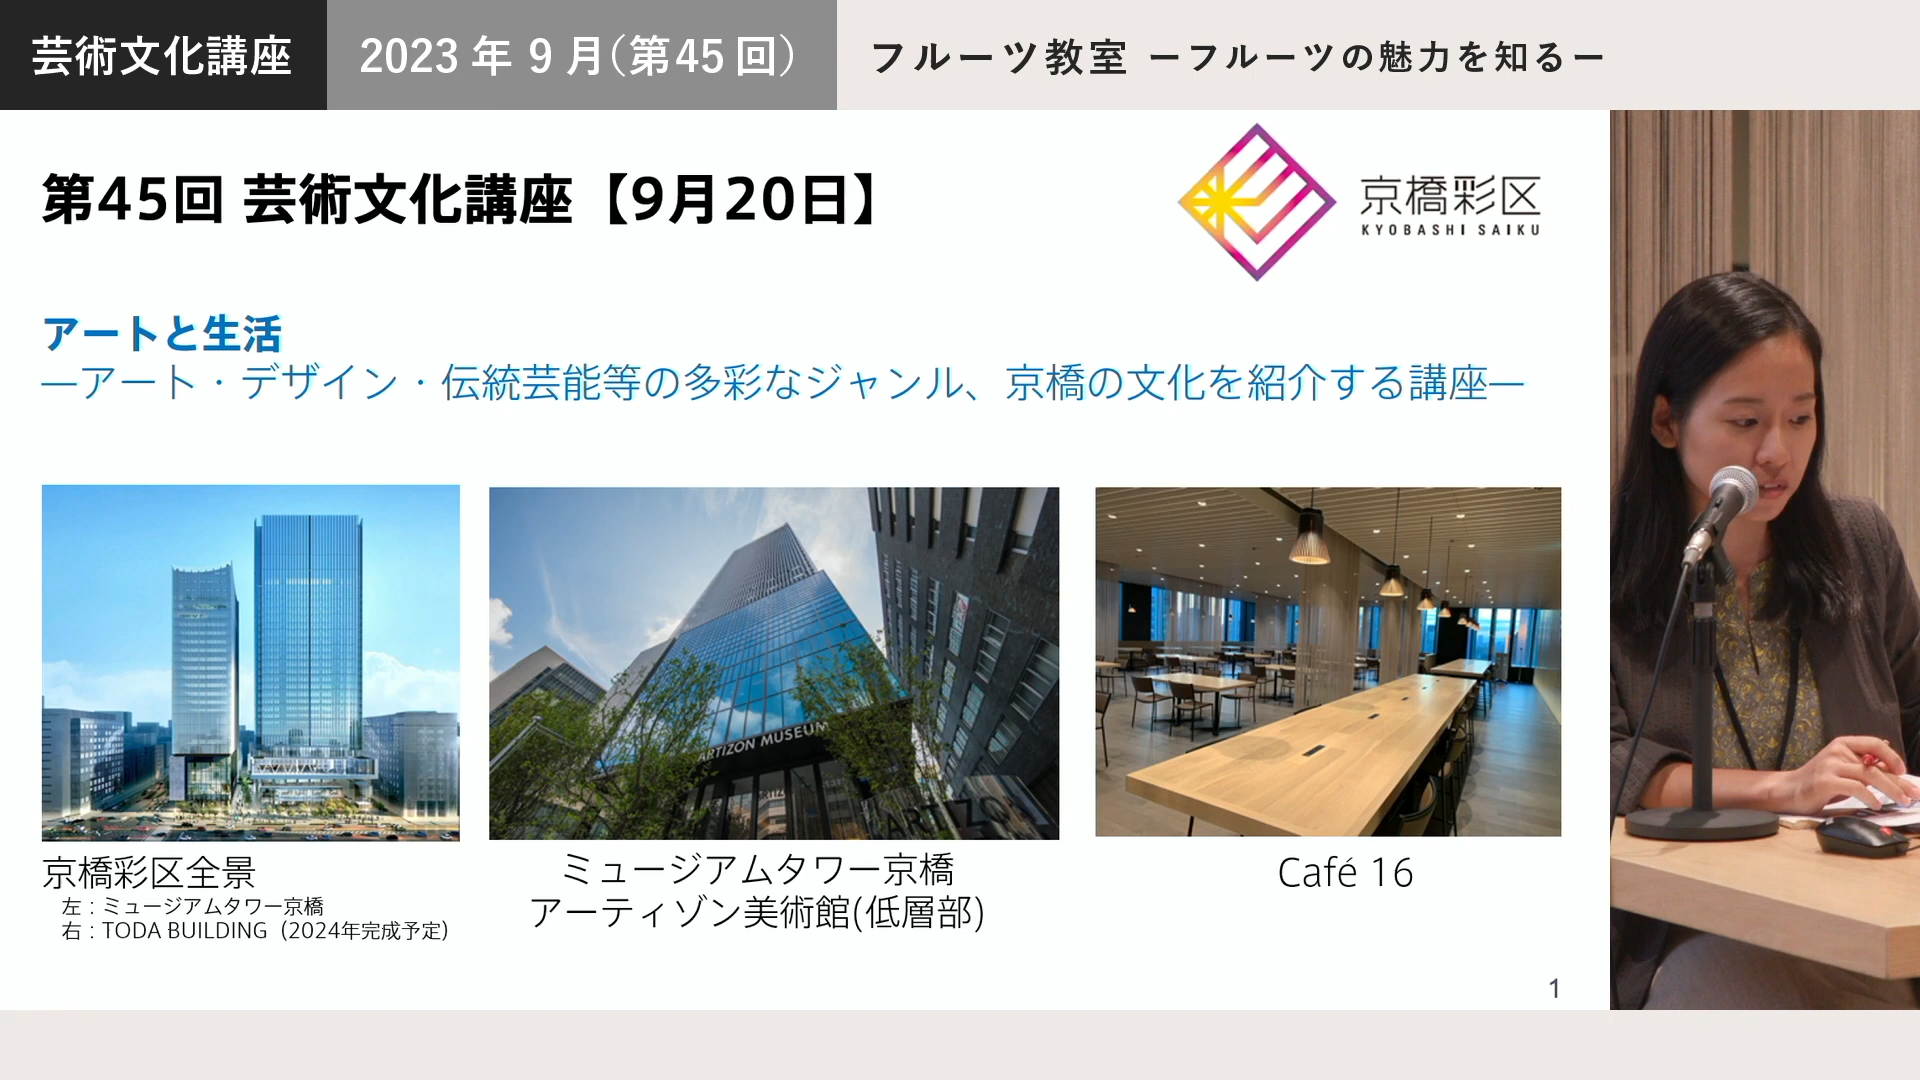 芸術文化講座
2023年9月(第45回)
フルーツ教室 ーフルーツの魅力を知るー
第45回 芸術文化講座【9月20日】
京橋彩区
KYOBASHI SAIKU
アートと生活
―アート・デザイン・伝統芸能等の多彩なジャンル、京橋の文化を紹介する講座―
ARTIZON MUSEUM
京橋彩区全景
左：ミュージアムタワー京橋
右：TODA BUILDING（2024年完成予定)
ミュージアムタワー京橋
アーティゾン美術館(低層部)
Café 16
1